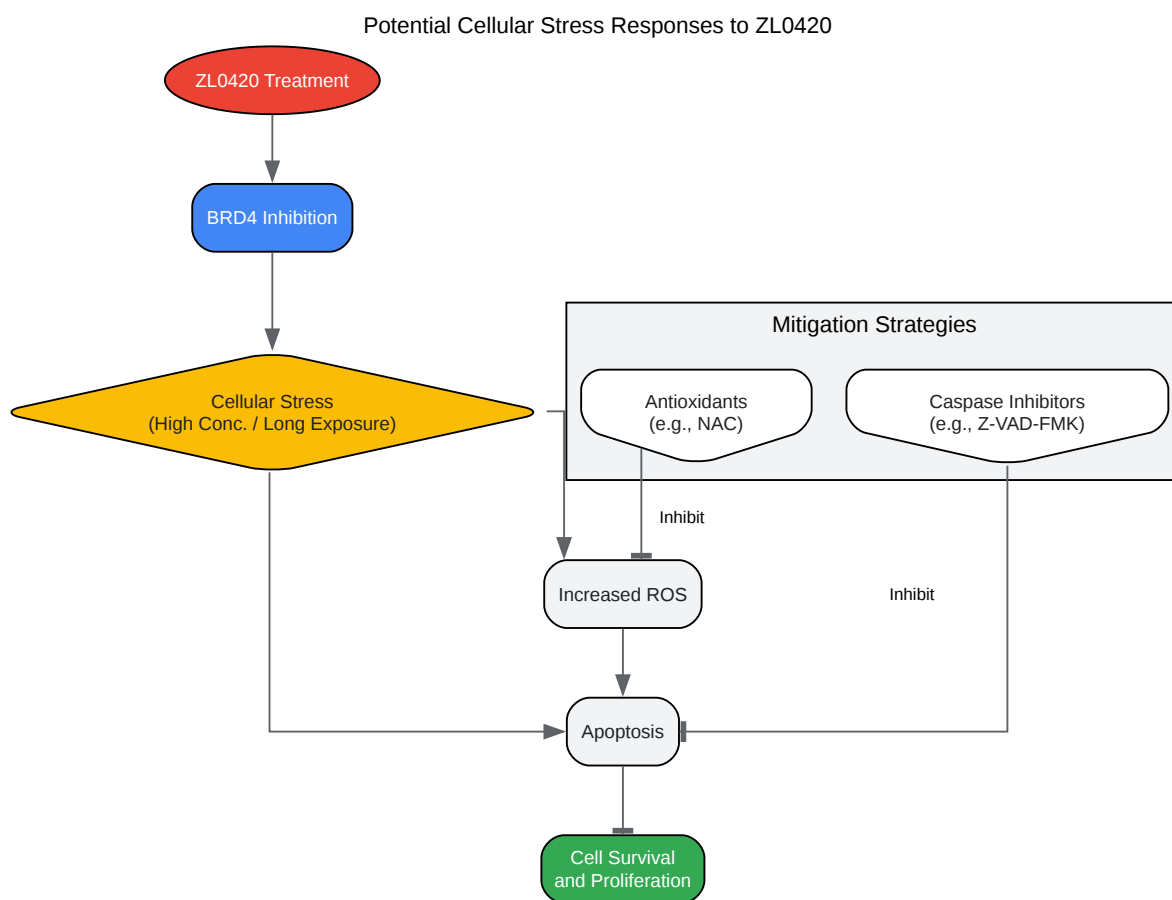 Potential Cellular Stress Responses to ZL0420
ZL0420 Treatment
BRD4 Inhibition
Mitigation Strategies
Cellular Stress
(High Conc. / Long Exposure)
Antioxidants
(e.g., NAC)
Caspase Inhibitors
(e.g., Z-VAD-FMK)
Inhibit
Increased ROS
Inhibit
Apoptosis
Cell Survival
and Proliferation